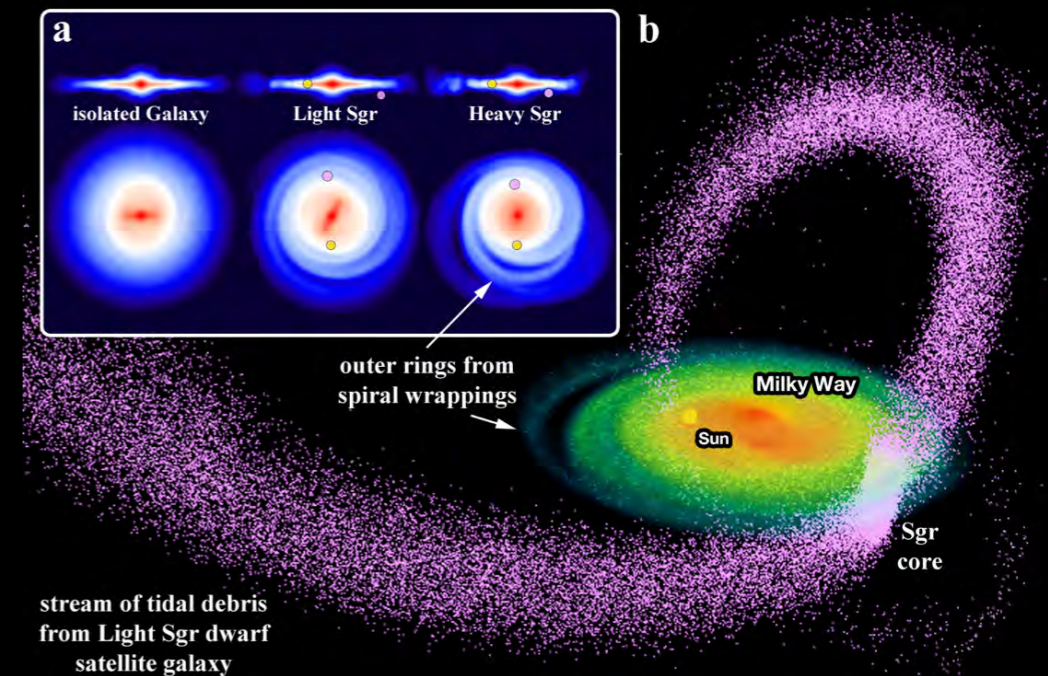 a
b
isolated Galaxy
Light Sgr
Heavy Sgr
outer rings from
spiral wrappings
Milky Way
Sun
Sgr
core
stream of tidal debris
from Light Sgr dwarf
satellite galaxy